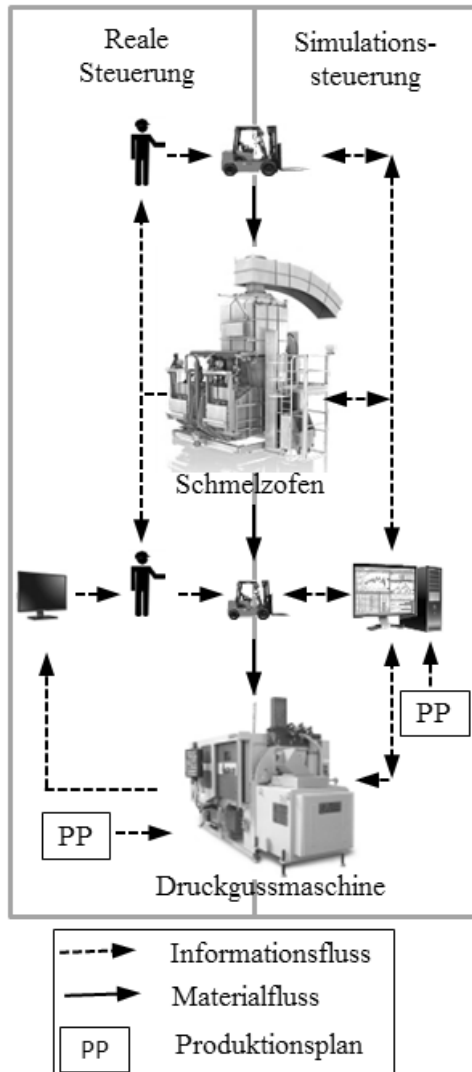 Reale
Steuerung
Simulations-
steuerung
Schmelzofen
PP
PP
Druckgussmaschine
Informationsfluss
Materialfluss
PP Produktionsplan